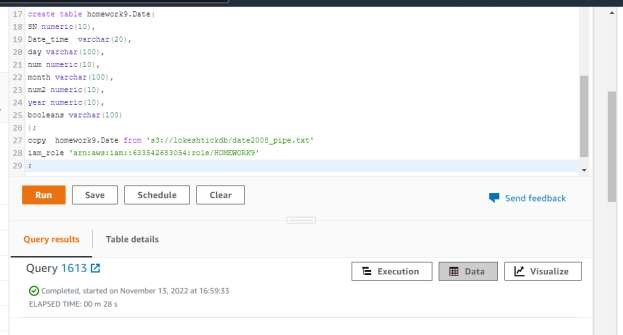 17 create table homework9.Date(
18 SN numeric(10),
19 Date_time varchar(20),
20 day varchar(100),
21 num numeric(10),
22 month varchar(100),
23 num2 numeric(10),
24 year numeric(10),
25 booleans varchar(100)
26 );
27 copy homework9.Date from 's3://lokeshtickdb/date2008_pipe.txt'
28 iam_role 'arn:aws:iam::633542683054:role/HOMEWORK9'
29 ;
Run Save Schedule Clear Send feedback
Query results Table details
Query 1613 Execution Data Visualize
Completed, started on November 13, 2022 at 16:59:33
ELAPSED TIME: 00 m 28 s